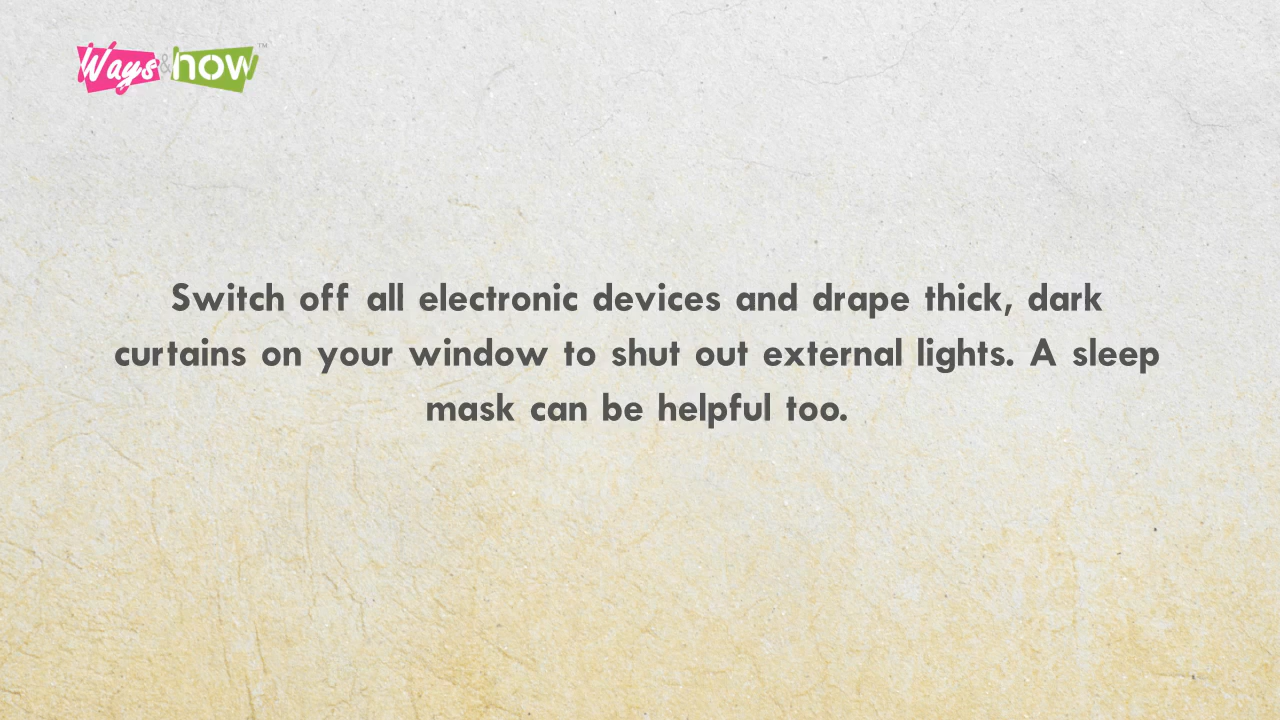 Ways&how™
Switch off all electronic devices and drape thick, dark
curtains on your window to shut out external lights. A sleep
mask can be helpful too.